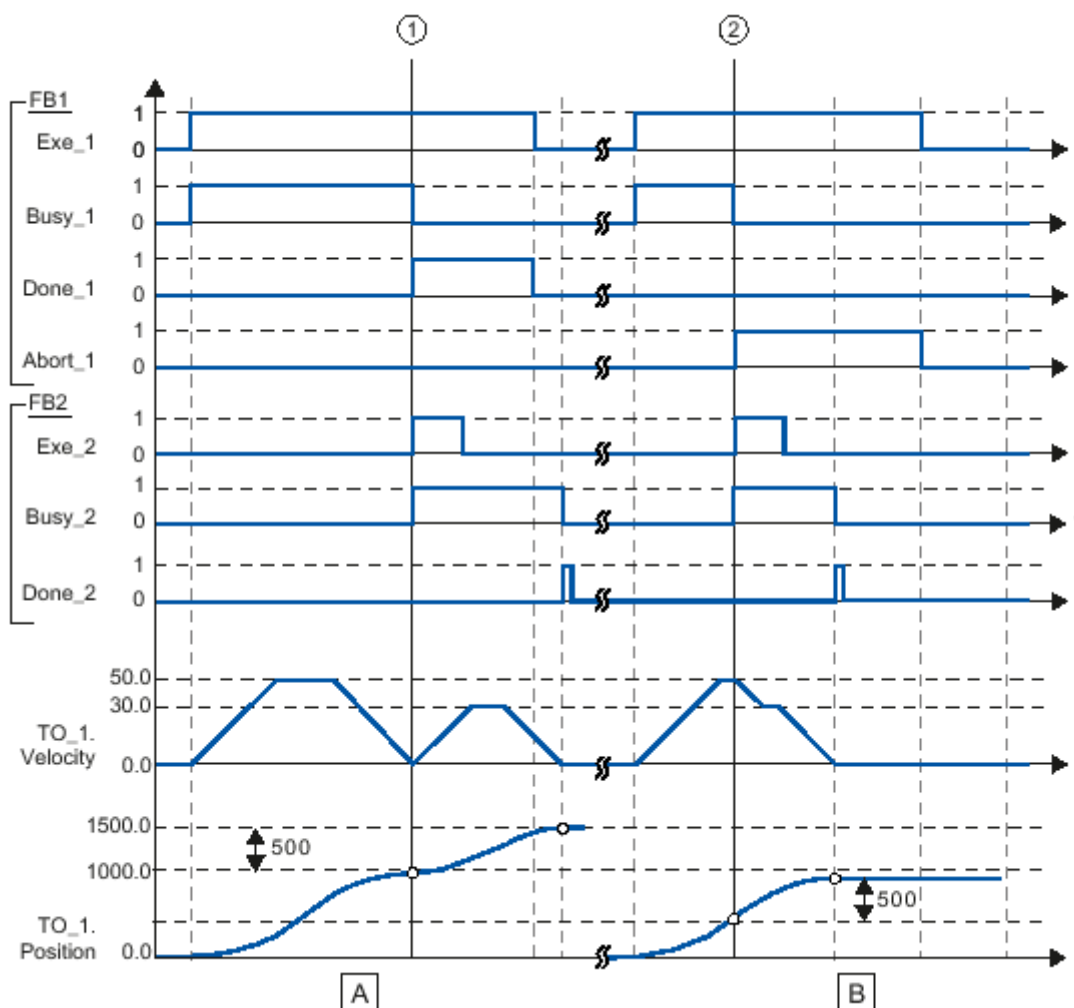 1 2
FB1
1
Exe_1
0
1
Busy_1
0
1
Done_1
0
1
Abort_1
0
FB2
1
Exe_2
0
1
Busy_2
0
1
Done_2
0
50.0
30.0
TO_1.
Velocity
0.0
1500.0
500
1000.0
500
TO_1.
Position
0.0
A B